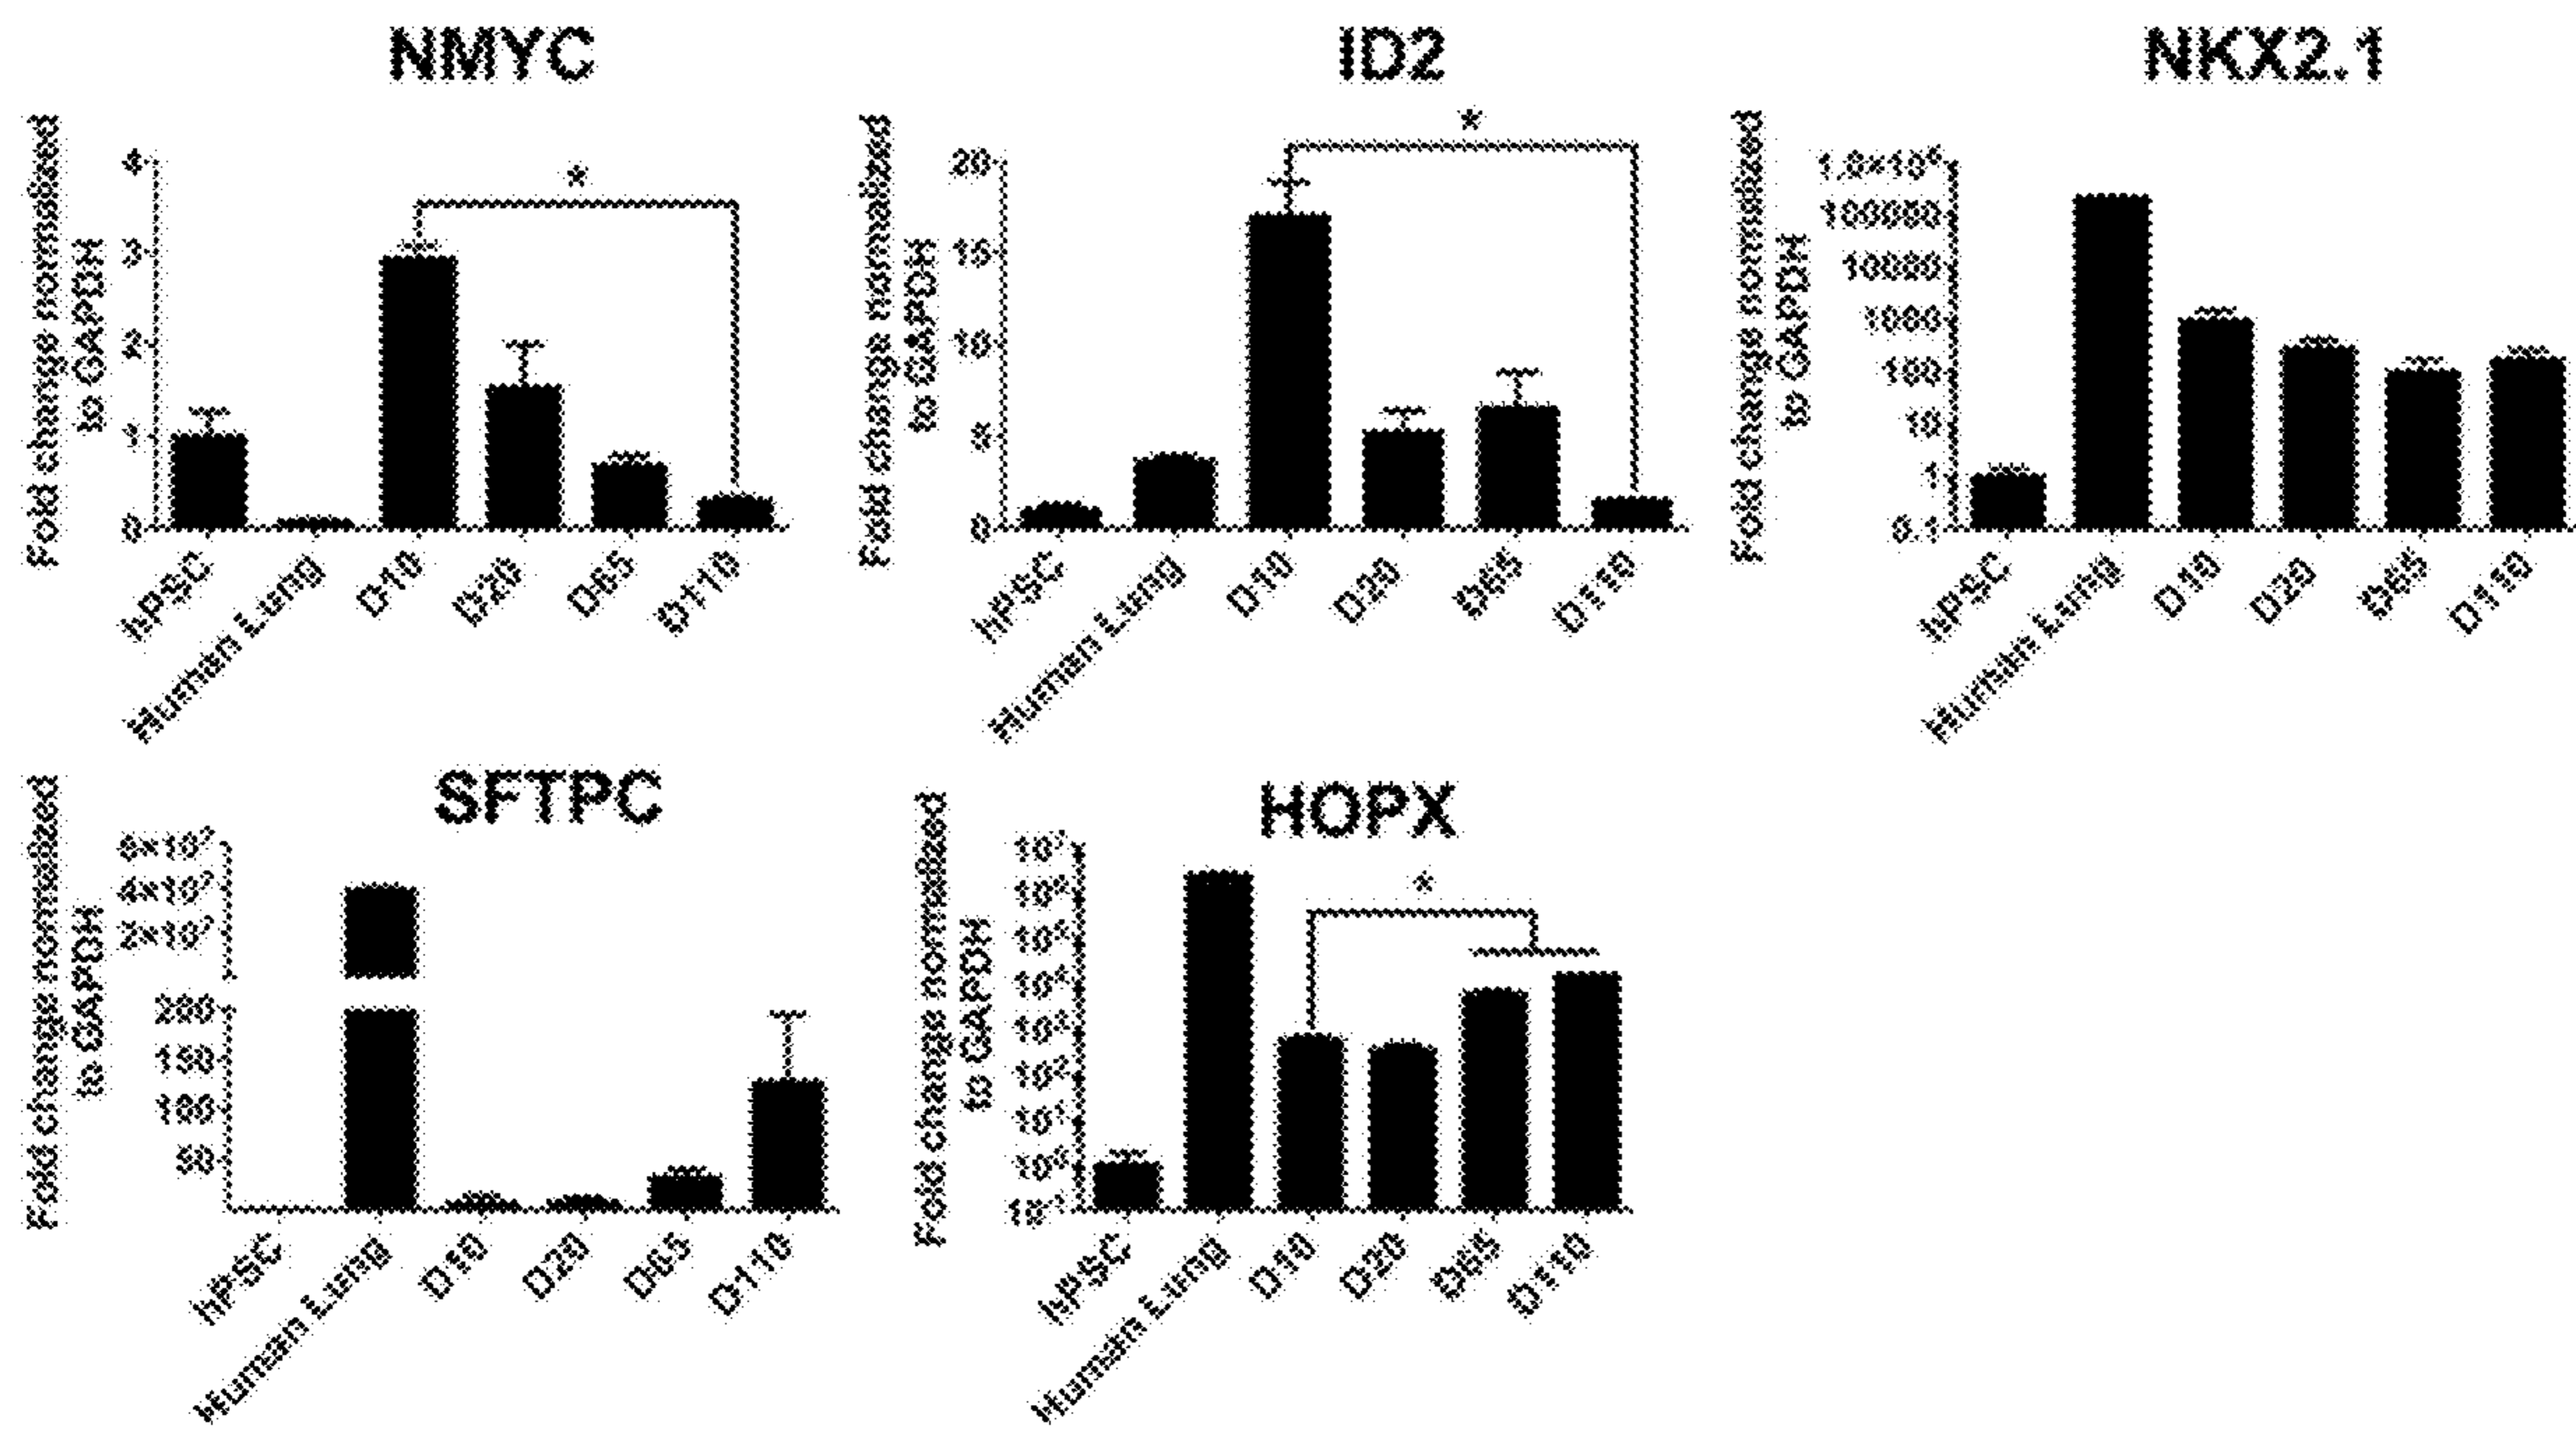 NMYC
Fold change normalized
to GAPDH
4
3
2
1
0
*
hPSC
Human Lung
D10
D20
D65
D110
ID2
Fold change normalized
to GAPDH
20
15
10
5
0
*
hPSC
Human Lung
D10
D20
D65
D110
NKX2.1
Fold change normalized
to GAPDH
100000
10000
1000
100
10
1
0.1
hPSC
Human Lung
D10
D20
D65
D110
SFTPC
Fold change normalized
to GAPDH
200
150
100
50
hPSC
Human Lung
D10
D20
D65
D110
HOPX
Fold change normalized
to GAPDH
*
hPSC
Human Lung
D10
D20
D65
D110